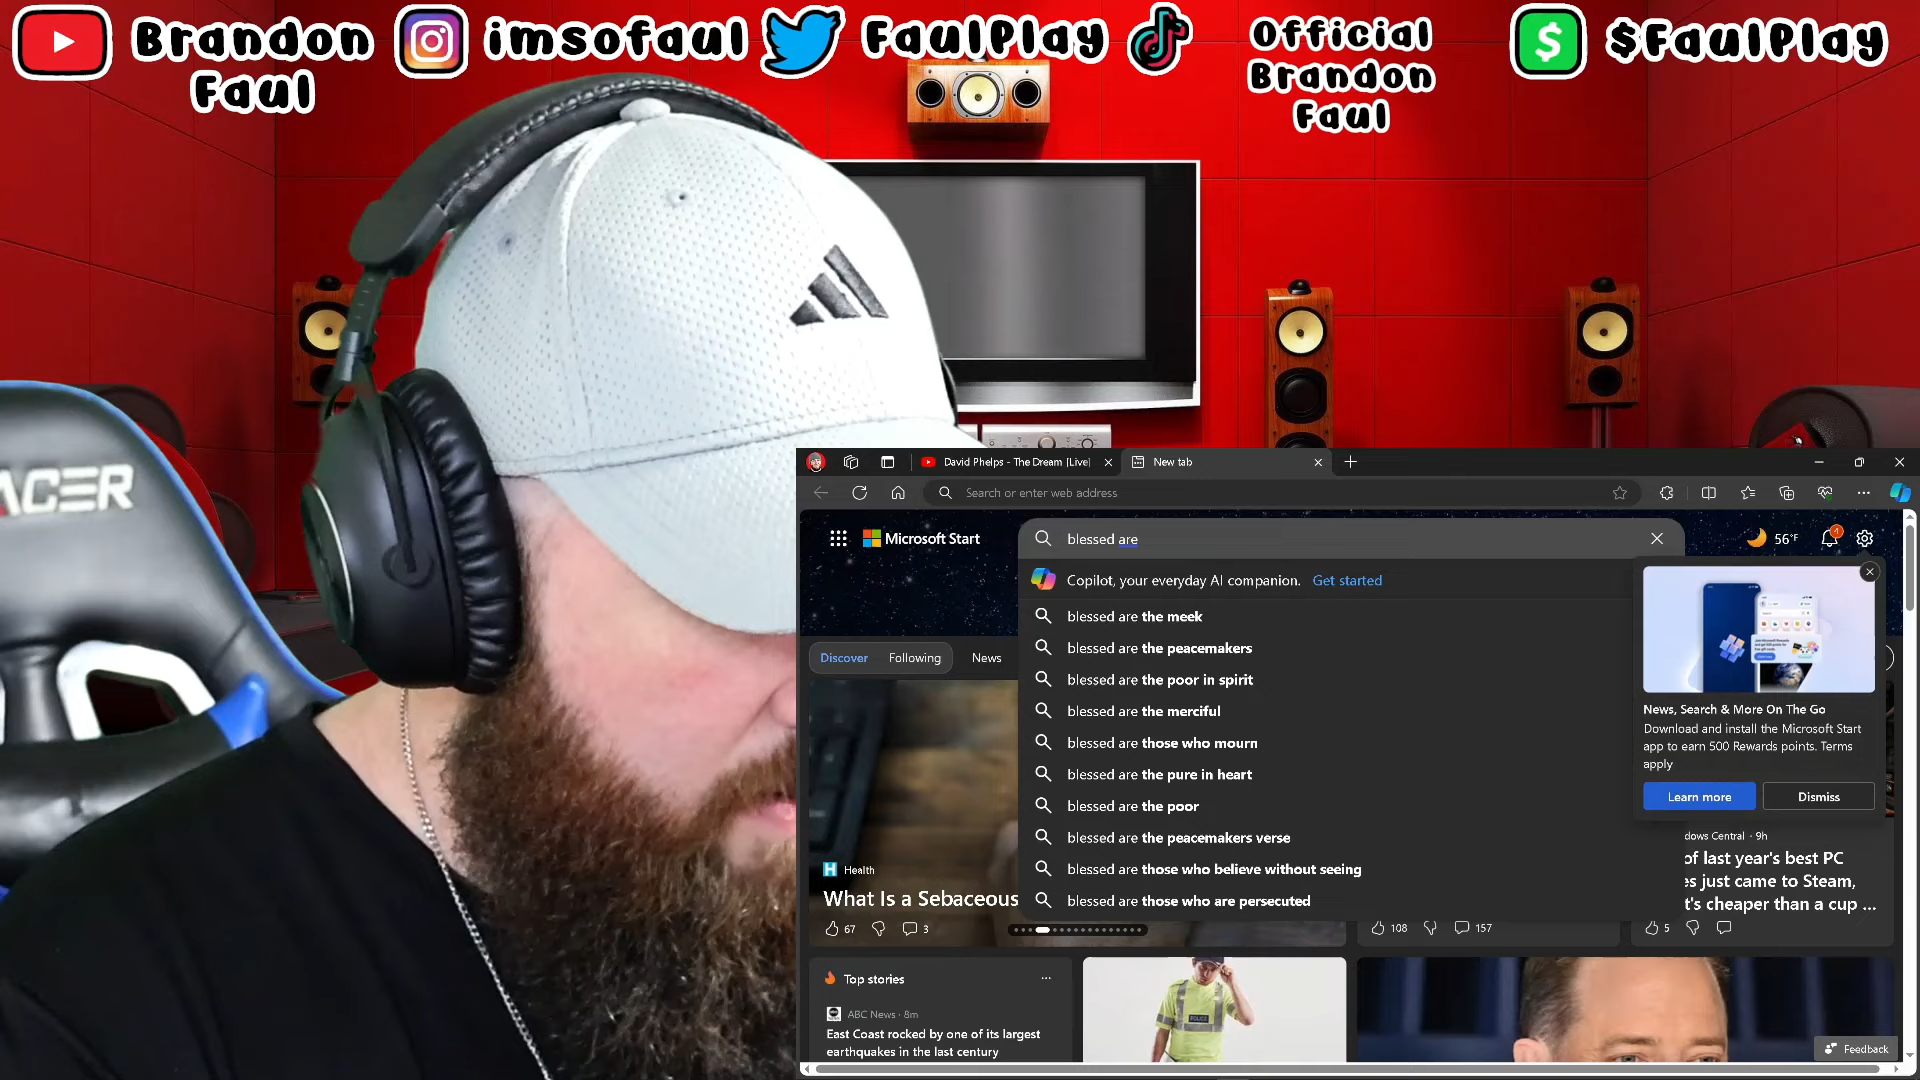 Brandon
Faul
imsofaul
FaulPlay
Official
Brandon
Faul
$FaulPlay
ACER
David Phelps - The Dream [Live]
New tab
Search or enter web address
Microsoft Start
blessed are
56°F
4
Copilot, your everyday AI companion. Get started
blessed are the meek
blessed are the peacemakers
blessed are the poor in spirit
blessed are the merciful
blessed are those who mourn
blessed are the pure in heart
blessed are the poor
blessed are the peacemakers verse
blessed are those who believe without seeing
blessed are those who are persecuted
Discover
Following
News
News, Search & More On The Go
Download and install the Microsoft Start
app to earn 500 Rewards points. Terms
apply
Learn more
Dismiss
Health
What Is a Sebaceous
67
3
108
157
dows Central · 9h
of last year's best PC
es just came to Steam,
t's cheaper than a cup ...
5
Top stories
ABC News · 8m
East Coast rocked by one of its largest
earthquakes in the last century
POLICE
Feedback